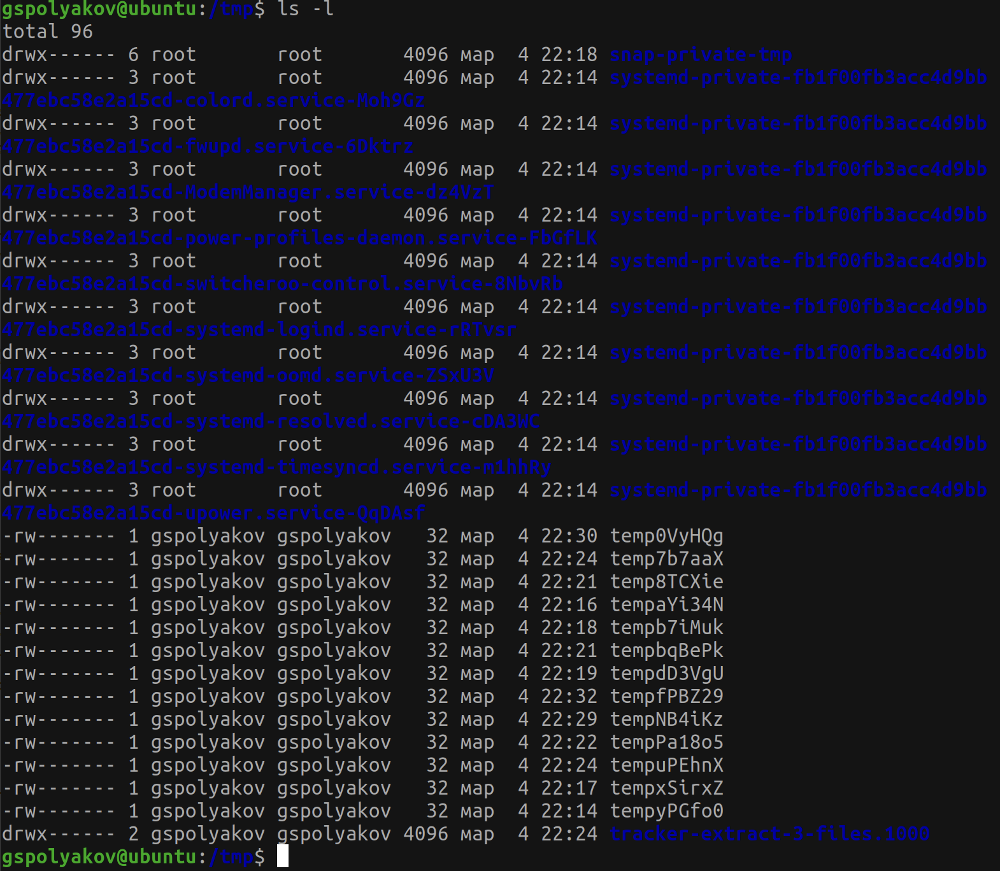 gspolyakov@ubuntu:/tmp$ ls -l
total 96
drwx------ 6 root       root       4096 мар  4 22:18 snap-private-tmp
drwx------ 3 root       root       4096 мар  4 22:14 systemd-private-fb1f00fb3acc4d9bb
477ebc58e2a15cd-colord.service-Moh9Gz
drwx------ 3 root       root       4096 мар  4 22:14 systemd-private-fb1f00fb3acc4d9bb
477ebc58e2a15cd-fwupd.service-6Dktrz
drwx------ 3 root       root       4096 мар  4 22:14 systemd-private-fb1f00fb3acc4d9bb
477ebc58e2a15cd-ModemManager.service-dz4VzT
drwx------ 3 root       root       4096 мар  4 22:14 systemd-private-fb1f00fb3acc4d9bb
477ebc58e2a15cd-power-profiles-daemon.service-FbGfLK
drwx------ 3 root       root       4096 мар  4 22:14 systemd-private-fb1f00fb3acc4d9bb
477ebc58e2a15cd-switcheroo-control.service-8NbvRb
drwx------ 3 root       root       4096 мар  4 22:14 systemd-private-fb1f00fb3acc4d9bb
477ebc58e2a15cd-systemd-logind.service-rRTvsr
drwx------ 3 root       root       4096 мар  4 22:14 systemd-private-fb1f00fb3acc4d9bb
477ebc58e2a15cd-systemd-oomd.service-ZSxU3V
drwx------ 3 root       root       4096 мар  4 22:14 systemd-private-fb1f00fb3acc4d9bb
477ebc58e2a15cd-systemd-resolved.service-cDA3WC
drwx------ 3 root       root       4096 мар  4 22:14 systemd-private-fb1f00fb3acc4d9bb
477ebc58e2a15cd-systemd-timesyncd.service-m1hhRy
drwx------ 3 root       root       4096 мар  4 22:14 systemd-private-fb1f00fb3acc4d9bb
477ebc58e2a15cd-upower.service-QqDAsf
-rw------- 1 gspolyakov gspolyakov   32 мар  4 22:30 temp0VyHQg
-rw------- 1 gspolyakov gspolyakov   32 мар  4 22:24 temp7b7aaX
-rw------- 1 gspolyakov gspolyakov   32 мар  4 22:21 temp8TCXie
-rw------- 1 gspolyakov gspolyakov   32 мар  4 22:16 tempaYi34N
-rw------- 1 gspolyakov gspolyakov   32 мар  4 22:18 tempb7iMuk
-rw------- 1 gspolyakov gspolyakov   32 мар  4 22:21 tempbqBePk
-rw------- 1 gspolyakov gspolyakov   32 мар  4 22:19 tempdD3VgU
-rw------- 1 gspolyakov gspolyakov   32 мар  4 22:32 tempfPBZ29
-rw------- 1 gspolyakov gspolyakov   32 мар  4 22:29 tempNB4iKz
-rw------- 1 gspolyakov gspolyakov   32 мар  4 22:22 tempPa18o5
-rw------- 1 gspolyakov gspolyakov   32 мар  4 22:24 tempuPEhnX
-rw------- 1 gspolyakov gspolyakov   32 мар  4 22:17 tempxSirxZ
-rw------- 1 gspolyakov gspolyakov   32 мар  4 22:14 tempyPGfo0
drwx------ 2 gspolyakov gspolyakov 4096 мар  4 22:24 tracker-extract-3-files.1000
gspolyakov@ubuntu:/tmp$